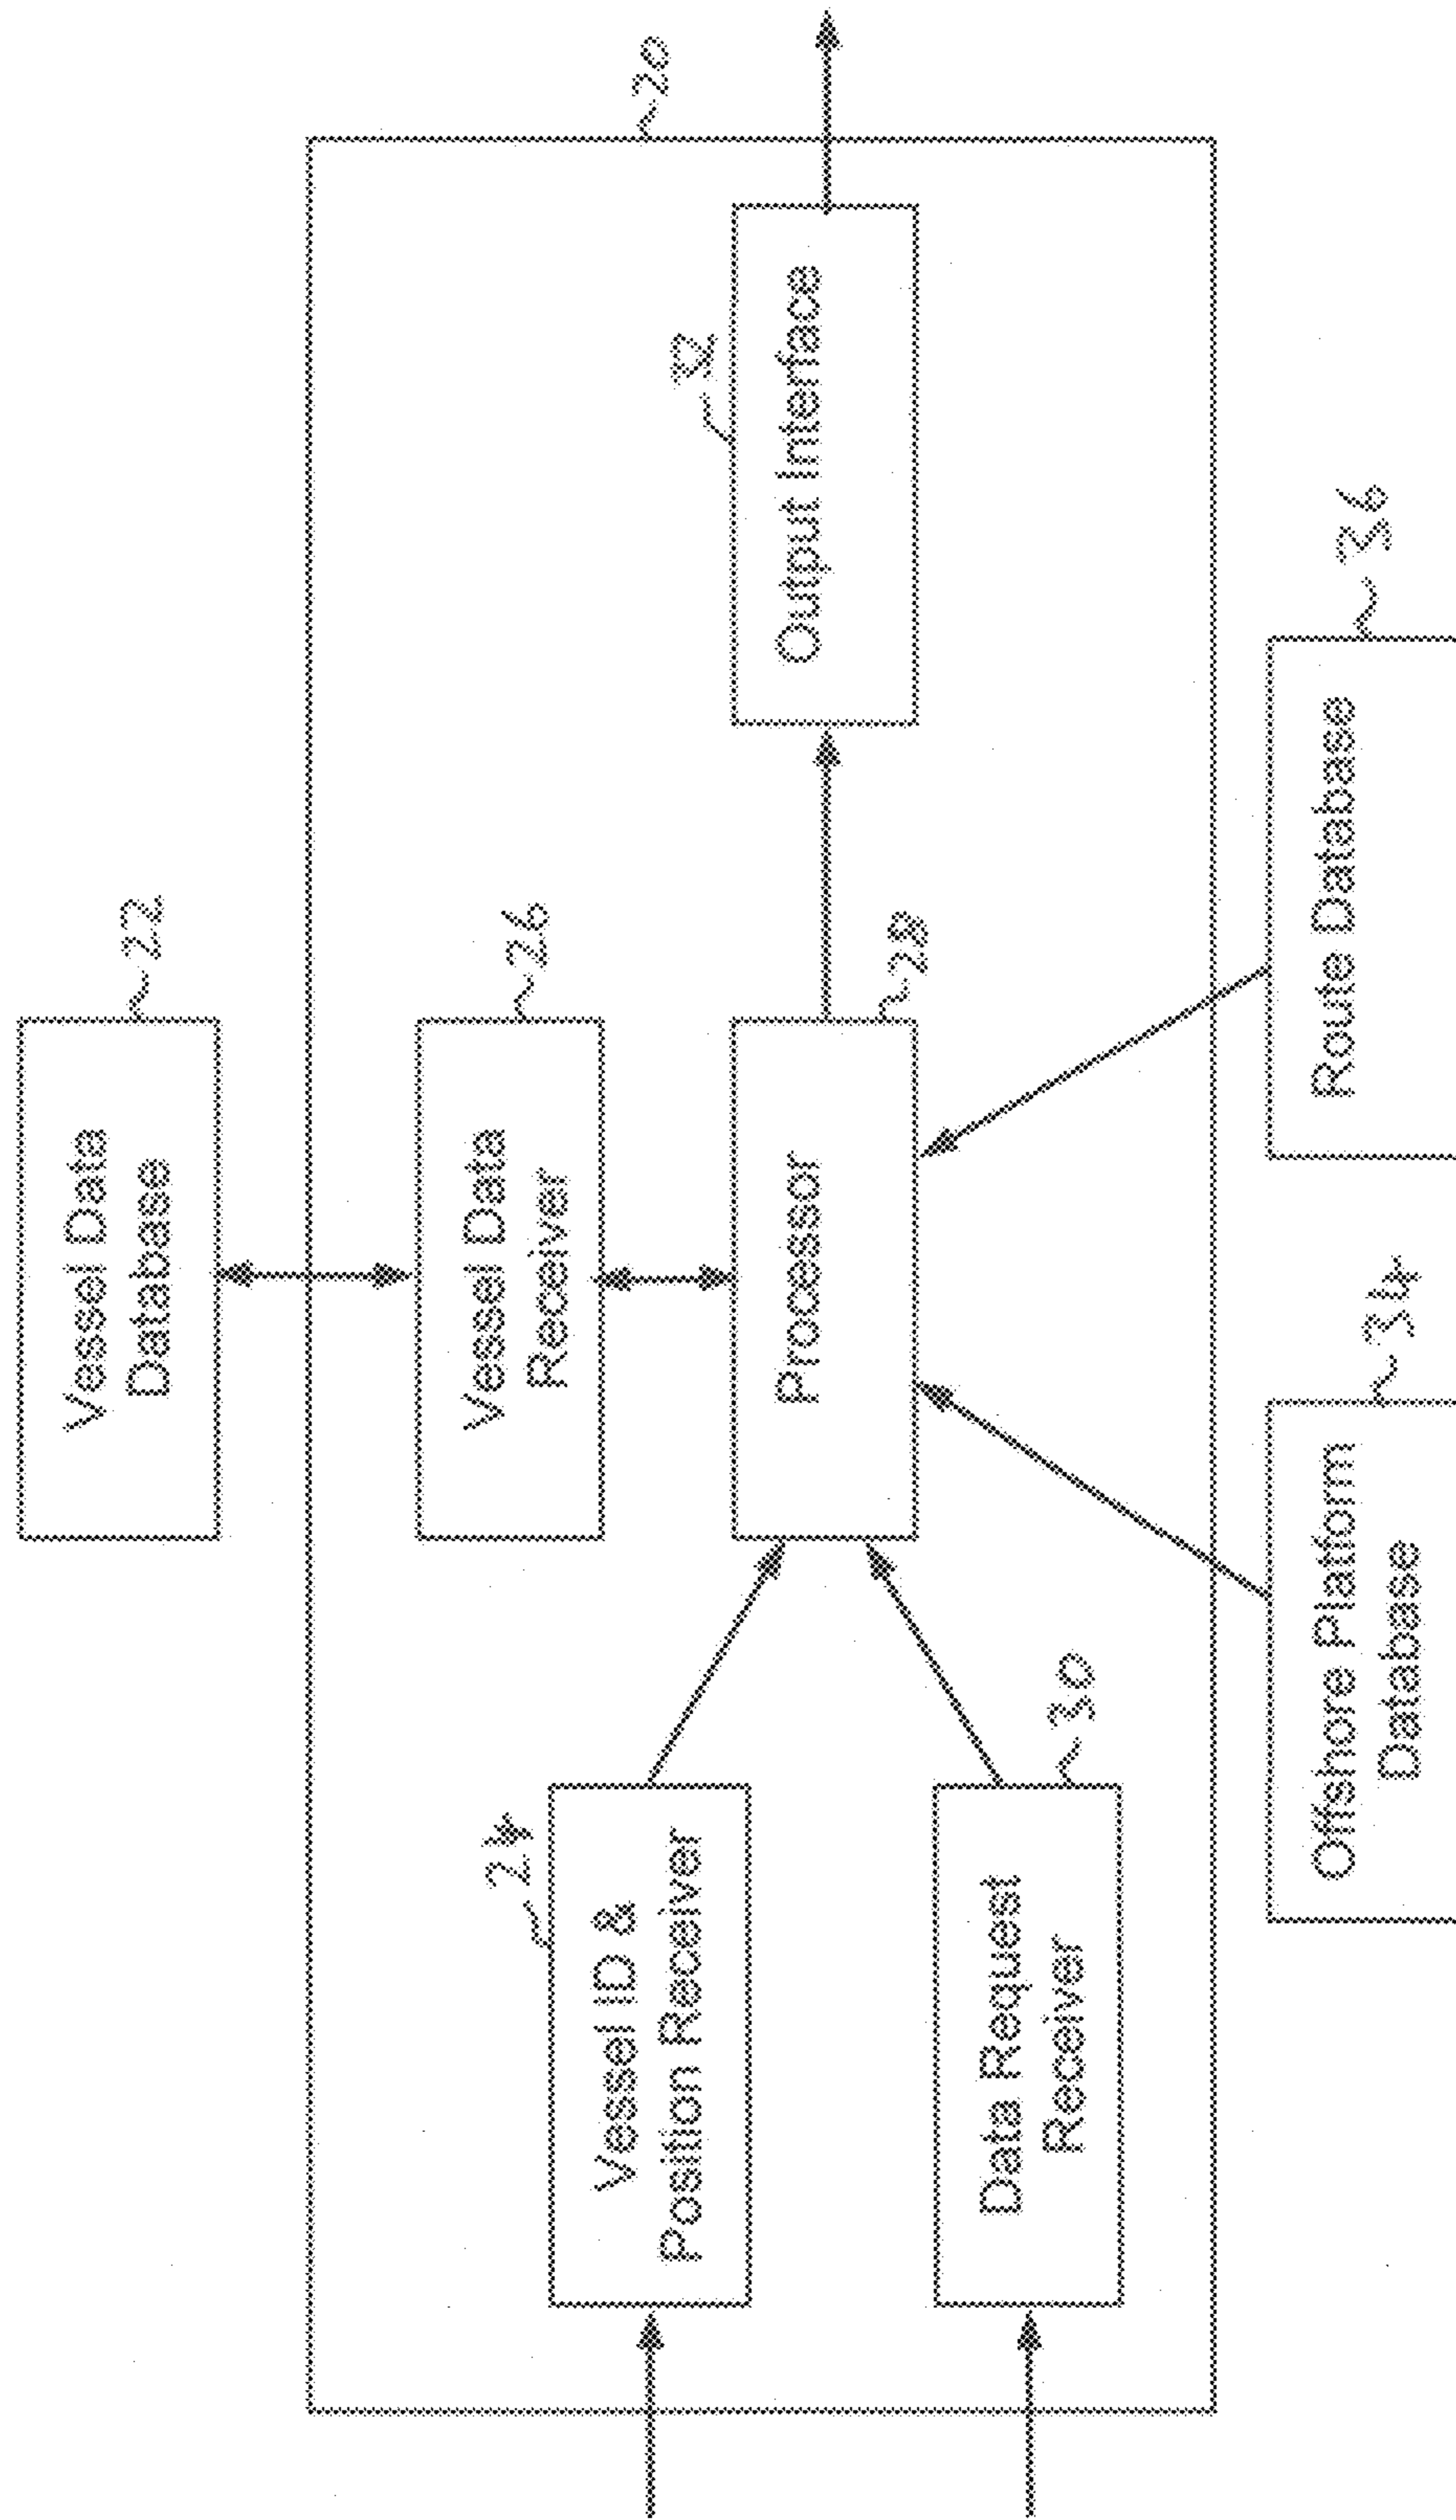 Vessel Data
Database
22
20
Vessel Data
Receiver
26
24
Vessel ID &
Position Receiver
32
Processor
28
Output Interface
Data Request
Receiver
30
Offshore Platform
Database
34
Route Database
36